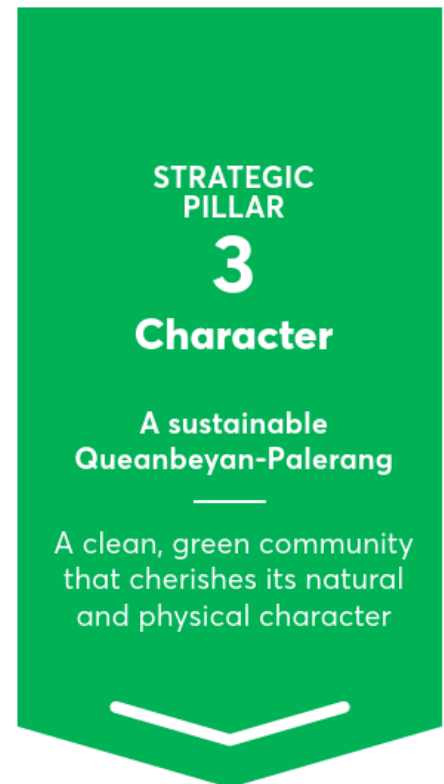 STRATEGIC
PILLAR
3
Character
A sustainable
Queanbeyan-Palerang
A clean, green community
that cherishes its natural
and physical character